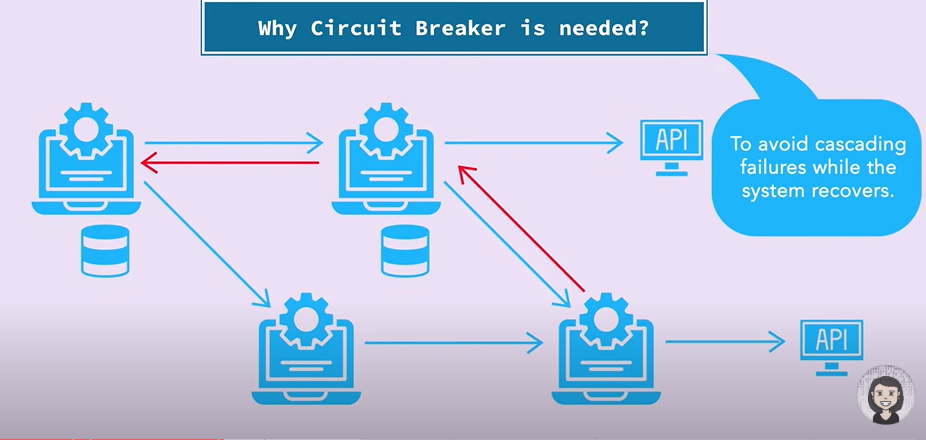 Why Circuit Breaker is needed?
API
To avoid cascading
failures while the
system recovers.
API